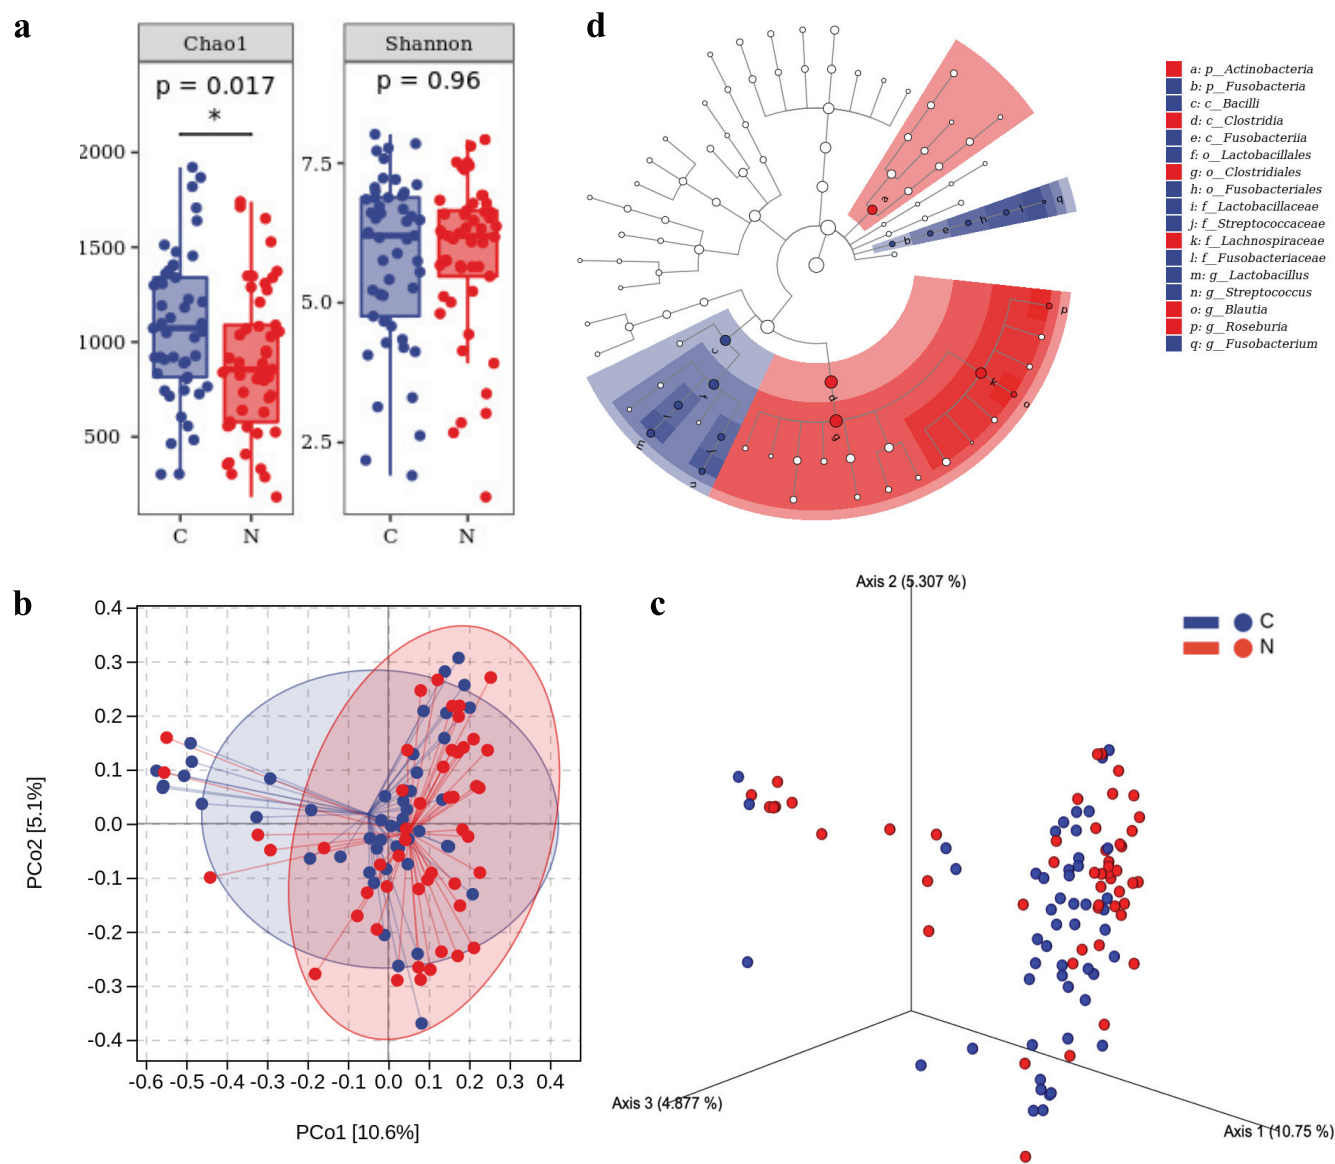 a
Chao1
p = 0.017
*
2000
1500
1000
500
C
N
Shannon
p = 0.96
7.5
5.0
2.5
C
N
d
a
b
e
h
l
q
c
f
i
m
j
n
d
g
k
o
p
a: p__Actinobacteria
b: p__Fusobacteria
c: c__Bacilli
d: c__Clostridia
e: c__Fusobacteriia
f: o__Lactobacillales
g: o__Clostridiales
h: o__Fusobacteriales
i: f__Lactobacillaceae
j: f__Streptococcaceae
k: f__Lachnospiraceae
l: f__Fusobacteriaceae
m: g__Lactobacillus
n: g__Streptococcus
o: g__Blautia
p: g__Roseburia
q: g__Fusobacterium
b
0.4
0.3
0.2
0.1
0.0
-0.1
-0.2
-0.3
-0.4
PCo2 [5.1%]
-0.6 -0.5 -0.4 -0.3 -0.2 -0.1 0.0 0.1 0.2 0.3 0.4
PCo1 [10.6%]
c
Axis 2 (5.307 %)
C
N
Axis 3 (4.877 %)
Axis 1 (10.75 %)